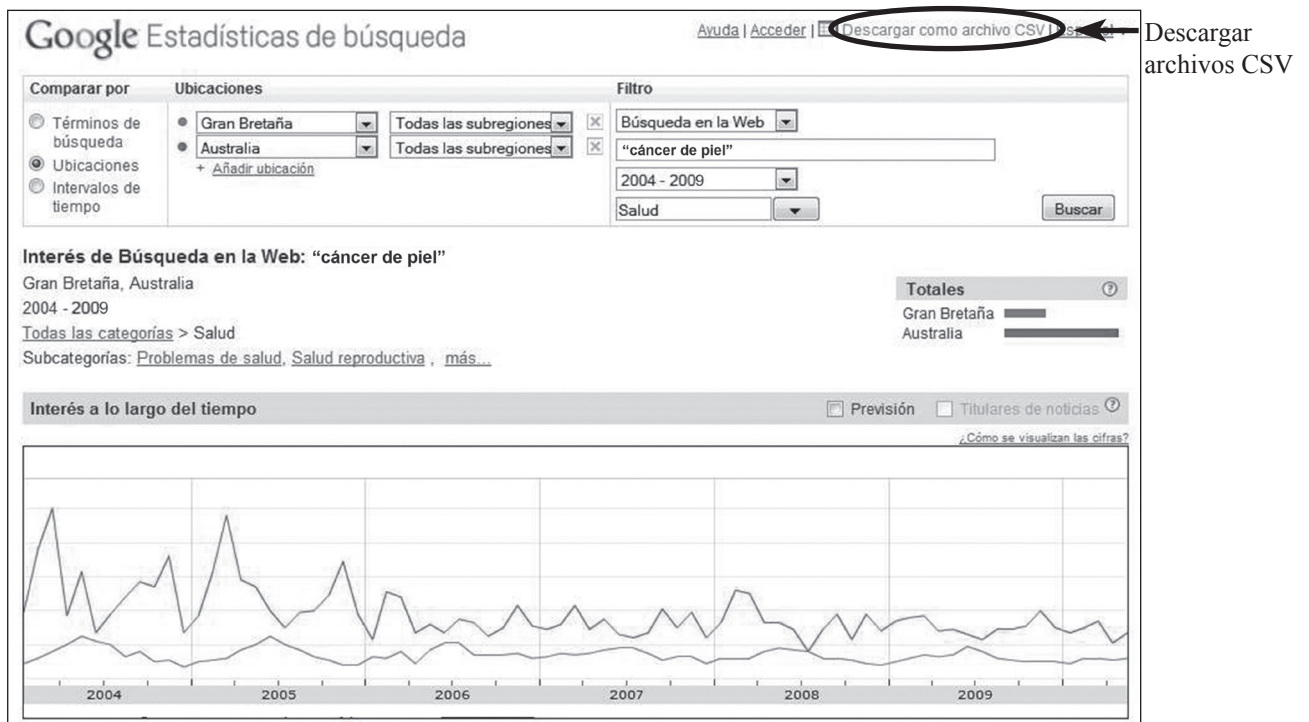 Google Estadísticas de búsqueda
Ayuda | Acceder | Descargar como archivo CSV | Español
Descargar
archivos CSV
Comparar por
Términos de
búsqueda
Ubicaciones
Intervalos de
tiempo
Ubicaciones
Gran Bretaña Todas las subregiones
Australia Todas las subregiones
+ Añadir ubicación
Filtro
Búsqueda en la Web
“cáncer de piel”
2004 - 2009
Salud
Buscar
Interés de Búsqueda en la Web: “cáncer de piel”
Gran Bretaña, Australia
2004 - 2009
Todas las categorías > Salud
Subcategorías: Problemas de salud, Salud reproductiva , más...
Totales ?
Gran Bretaña
Australia
Interés a lo largo del tiempo
Previsión Titulares de noticias ?
¿Cómo se visualizan las cifras?
2004 2005 2006 2007 2008 2009